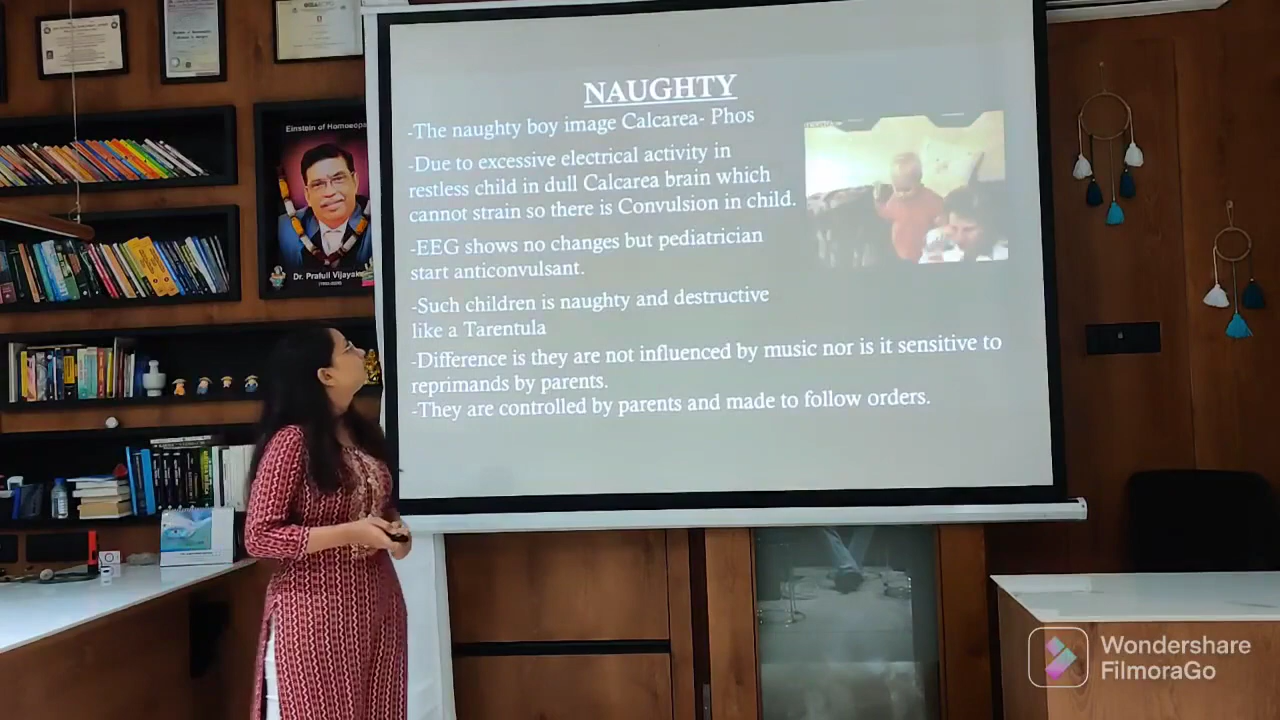 NAUGHTY
-The naughty boy image Calcarea- Phos
-Due to excessive electrical activity in
restless child in dull Calcarea brain which
cannot strain so there is Convulsion in child.
-EEG shows no changes but pediatrician
start anticonvulsant.
-Such children is naughty and destructive
like a Tarentula
-Difference is they are not influenced by music nor is it sensitive to
reprimands by parents.
-They are controlled by parents and made to follow orders.
Einstein of Homoeopa
Dr. Prafull Vijayak
Wondershare
FilmoraGo